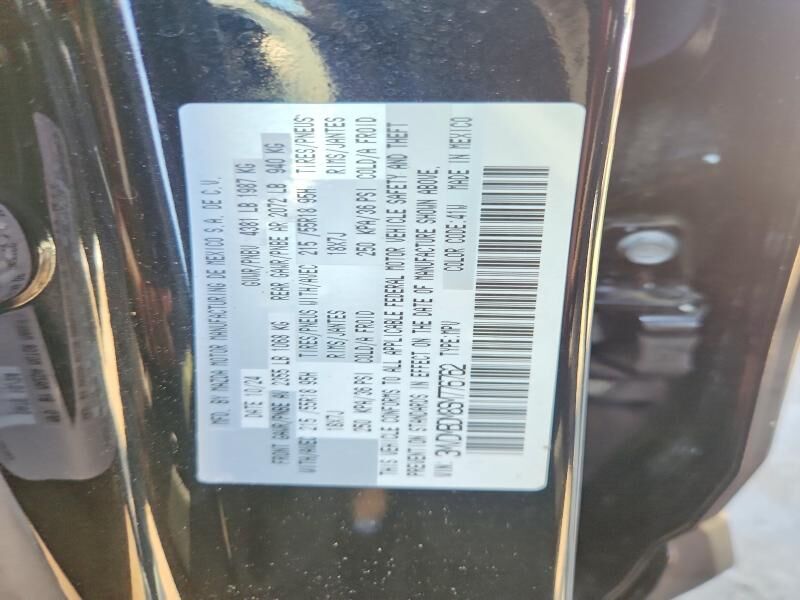 MFD. BY MAZDA MOTOR MANUFACTURING DE MEXICO S.A. DE C.V.
DATE 10/24 GVWR/PNBV 4381 LB 1987 KG
FRONT GAWR/PNBE AV 2355 LB 1068 KG REAR GAWR/PNBE AR 2072 LB 940 KG
WITH/AVEC 215 /55R18 95H TIRES/PNEUS WITH/AVEC 215 /55R18 95H TIRES/PNEUS
18X7J RIMS/JANTES 18X7J RIMS/JANTES
250 KPA/36 PSI COLD/A FROID 250 KPA/36 PSI COLD/A FROID
THIS VEHICLE CONFORMS TO ALL APPLICABLE FEDERAL MOTOR VEHICLE SAFETY AND THEFT
PREVENTION STANDARDS IN EFFECT ON THE DATE OF MANUFACTURE SHOWN ABOVE.
VIN: TYPE:MPV COLOR CODE:41W MADE IN MEXICO